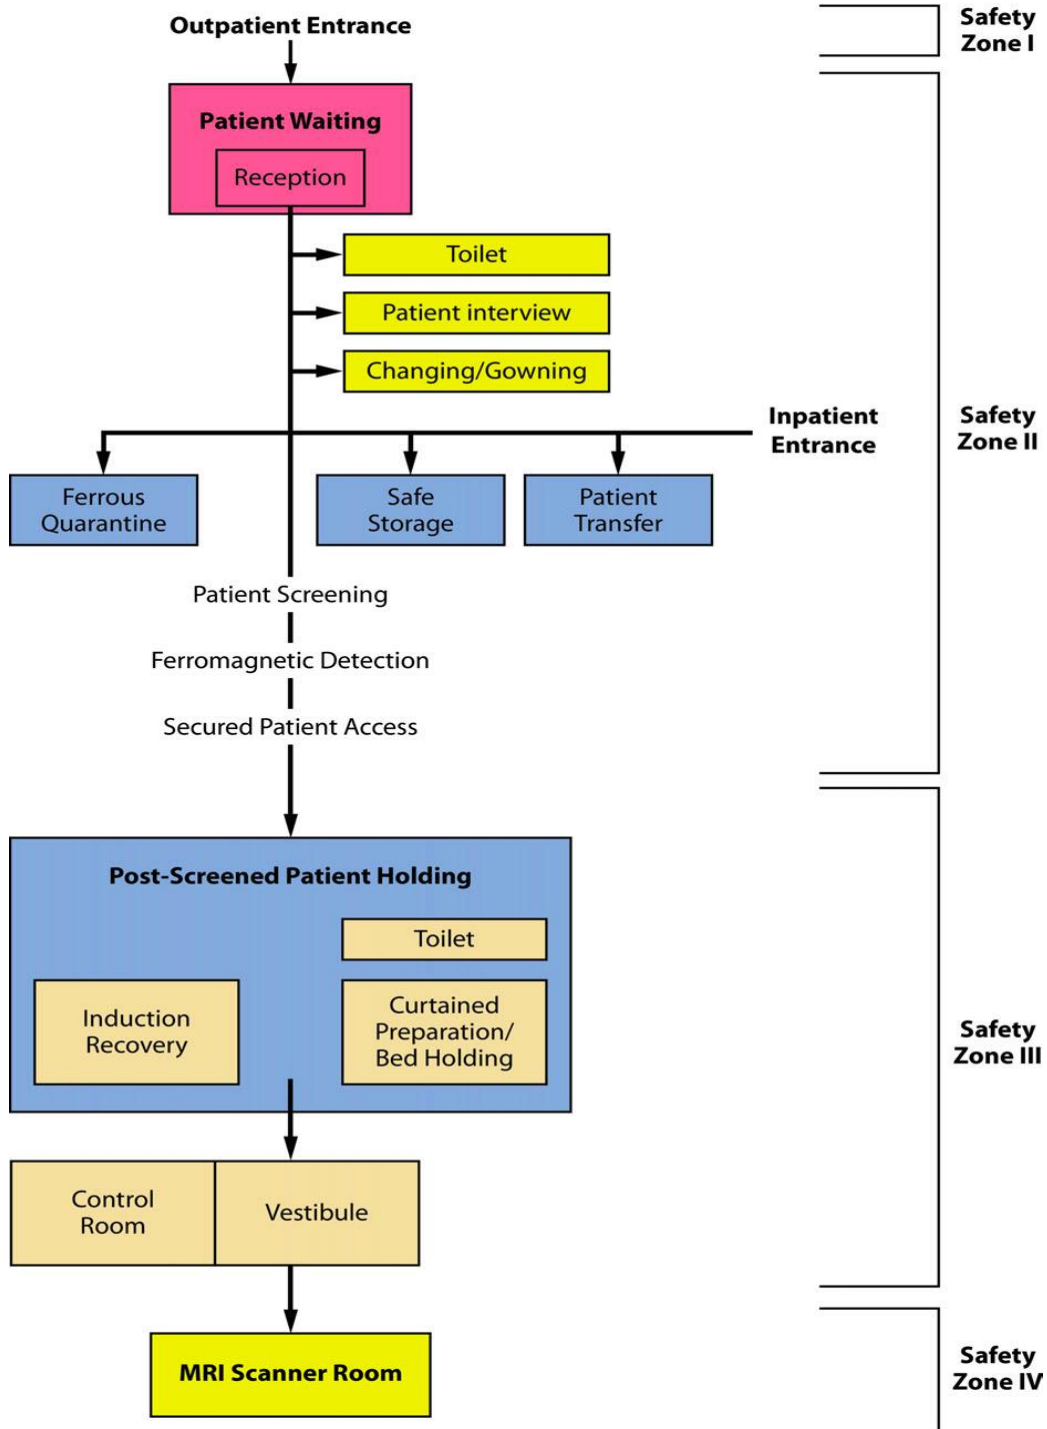 Outpatient Entrance
Safety
Zone I
Patient Waiting
Reception
Toilet
Patient interview
Changing/Gowning
Inpatient
Entrance
Safety
Zone II
Ferrous
Quarantine
Safe
Storage
Patient
Transfer
Patient Screening
Ferromagnetic Detection
Secured Patient Access
Post-Screened Patient Holding
Toilet
Induction
Recovery
Curtained
Preparation/
Bed Holding
Safety
Zone III
Control
Room
Vestibule
MRI Scanner Room
Safety
Zone IV